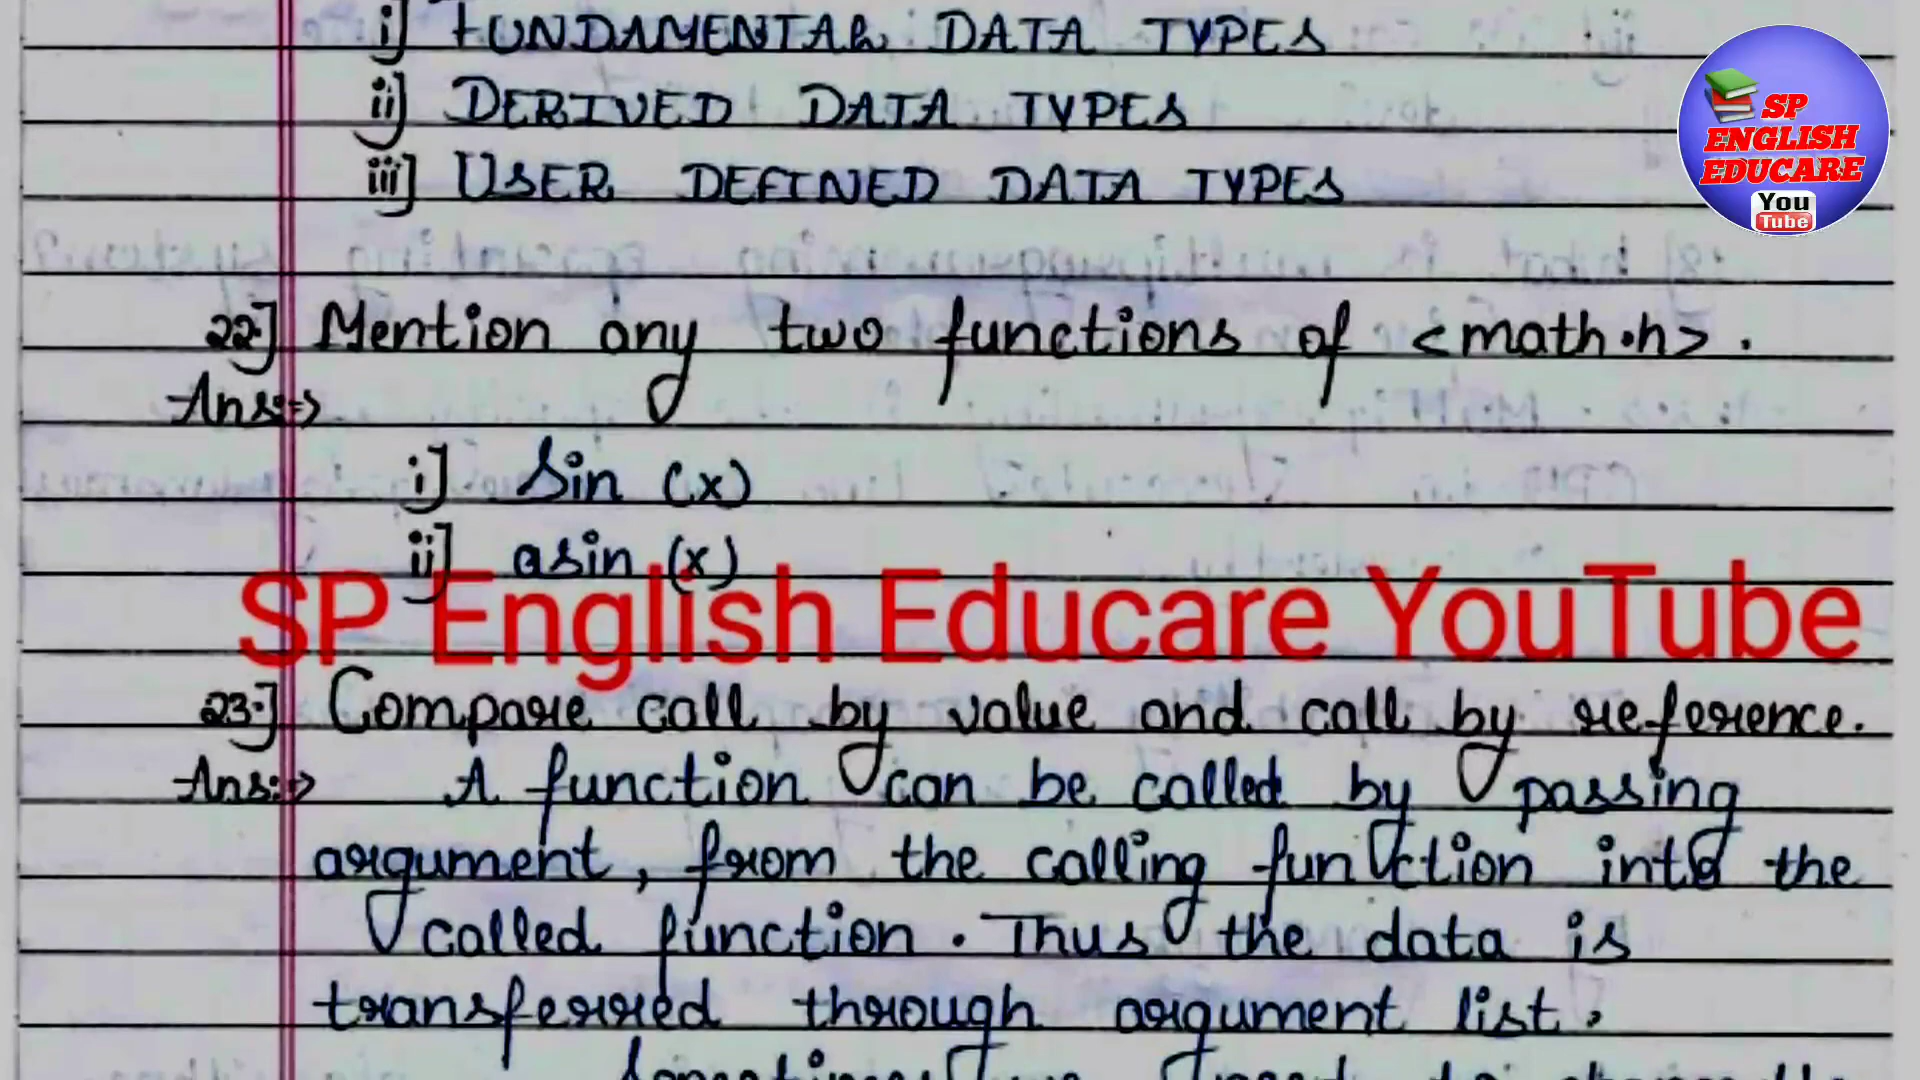 i] FUNDAMENTAL DATA TYPES
ii] DERIVED DATA TYPES
iii] USER DEFINED DATA TYPES
SP
ENGLISH
EDUCARE
You
Tube
22.] Mention any two functions of <math.h>.
Ans:->
i] Sin (x)
ii] asin (x)
SP English Educare YouTube
23.] Compare call by value and call by reference.
Ans:-> A function can be called by passing
argument, from the calling function into the
called function. Thus the data is
transferred through argument list.